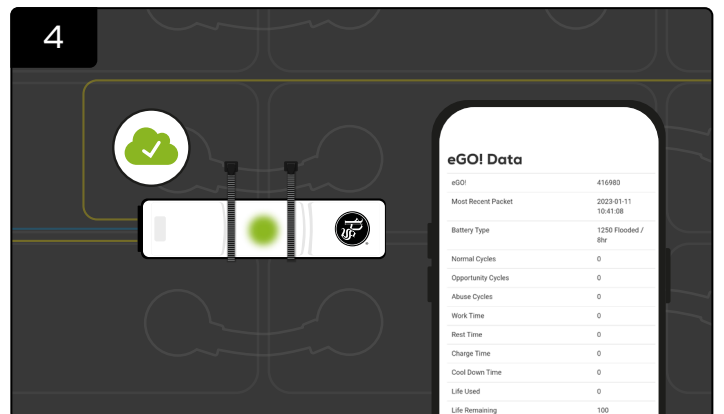 4
eGO! Data
eGO! 416980
Most Recent Packet 2023-01-11
10:41:08
Battery Type 1250 Flooded /
8hr
Normal Cycles 0
Opportunity Cycles 0
Abuse Cycles 0
Work Time 0
Rest Time 0
Charge Time 0
Cool Down Time 0
Life Used 0
Life Remaining 100